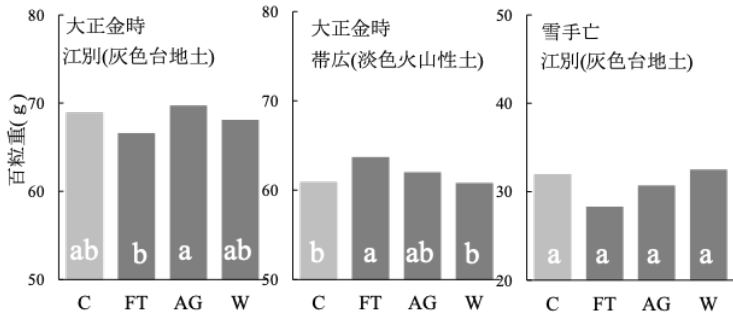 百粒重(g)
80
70
60
50
大正金時
江別(灰色台地土)
ab
b
a
ab
C FT AG W
80
70
60
50
大正金時
帯広(淡色火山性土)
b
a
ab
b
C FT AG W
50
40
30
20
雪手亡
江別(灰色台地土)
a
a
a
a
C FT AG W